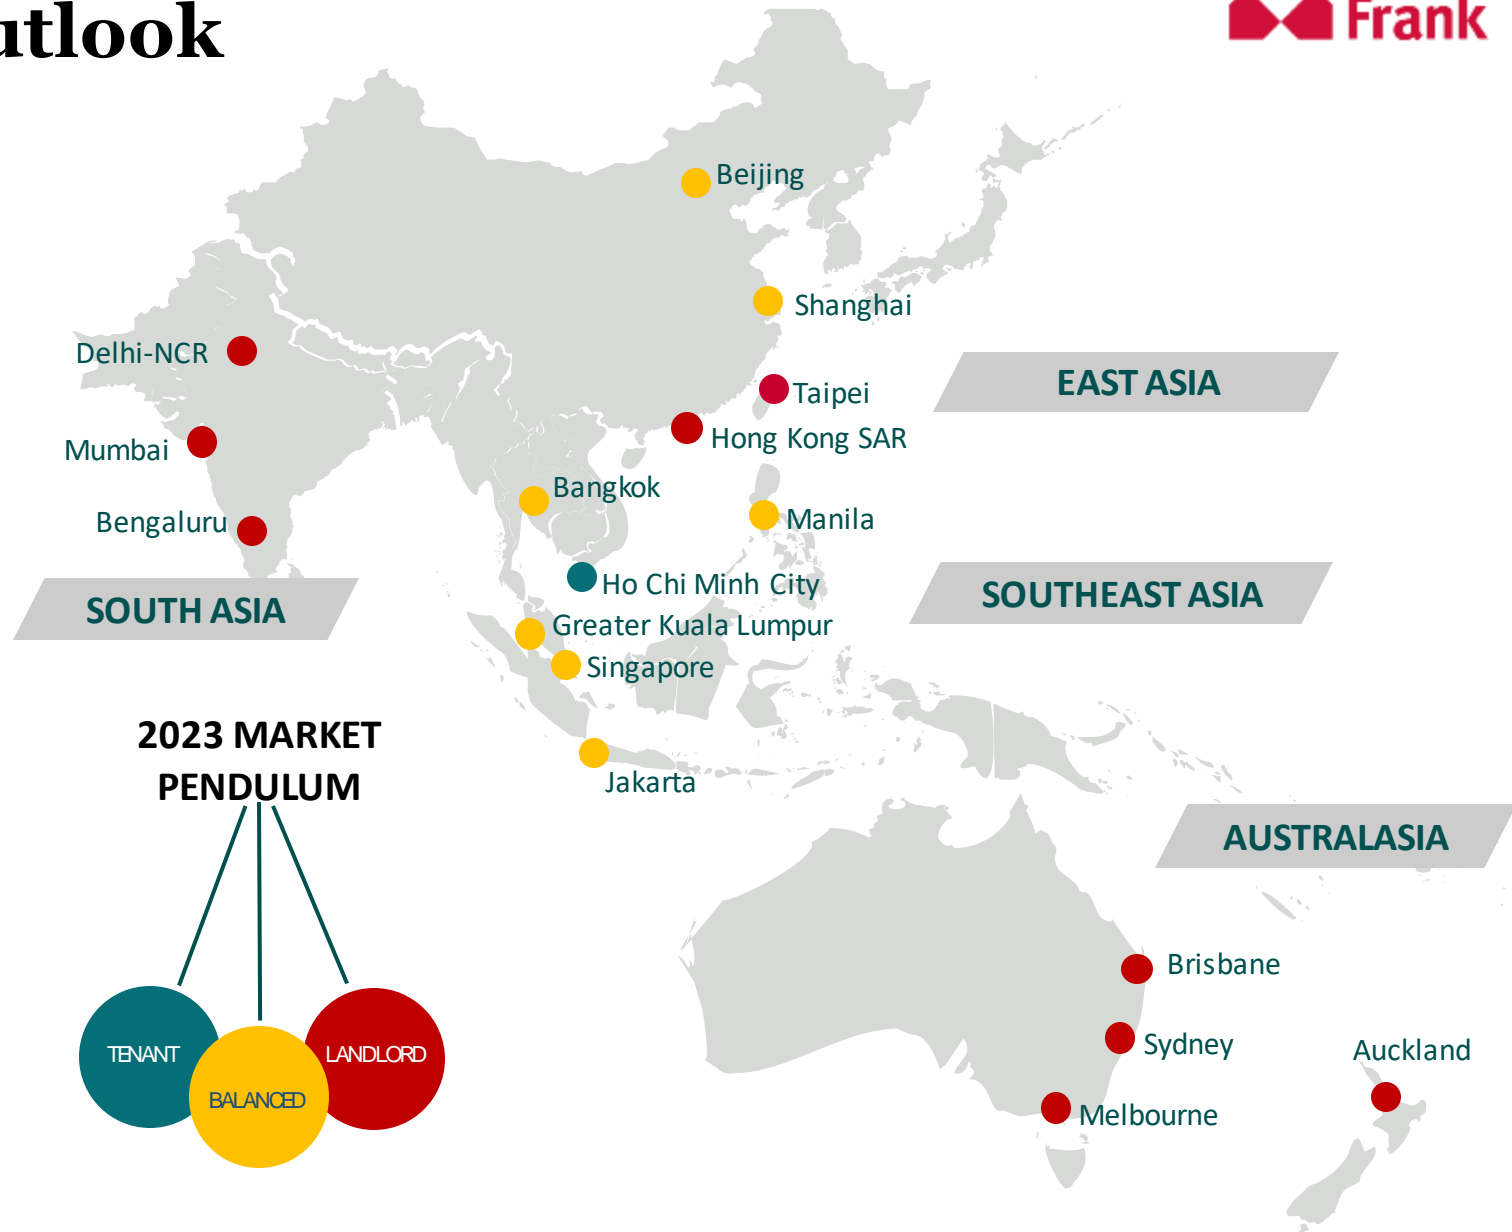 utlook
Frank
Beijing
Shanghai
Delhi-NCR
EAST ASIA
Taipei
Mumbai
Hong Kong SAR
Bangkok
Bengaluru
Manila
Ho Chi Minh City
SOUTHEAST ASIA
SOUTH ASIA
Greater Kuala Lumpur
Singapore
2023 MARKET
PENDULUM
Jakarta
AUSTRALASIA
Brisbane
Sydney
Auckland
TENANT
LANDLORD
BALANCED
Melbourne